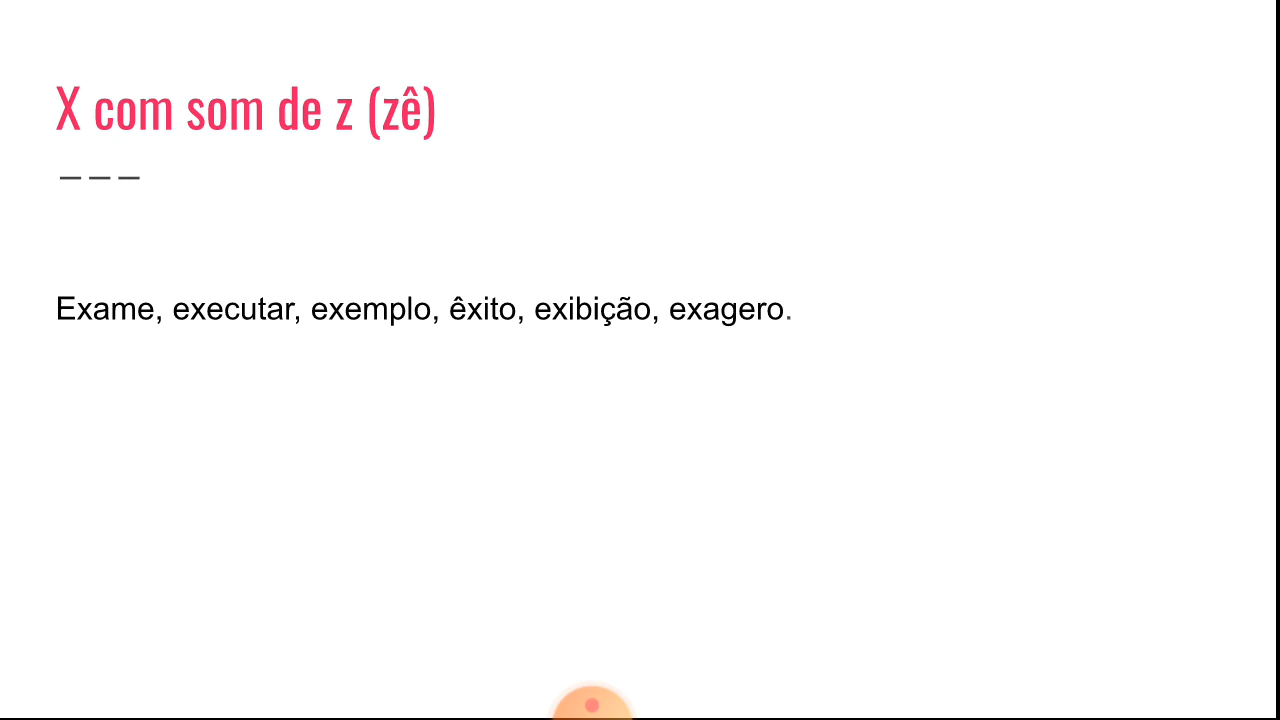 X com som de z (zê)
Exame, executar, exemplo, êxito, exibição, exagero.